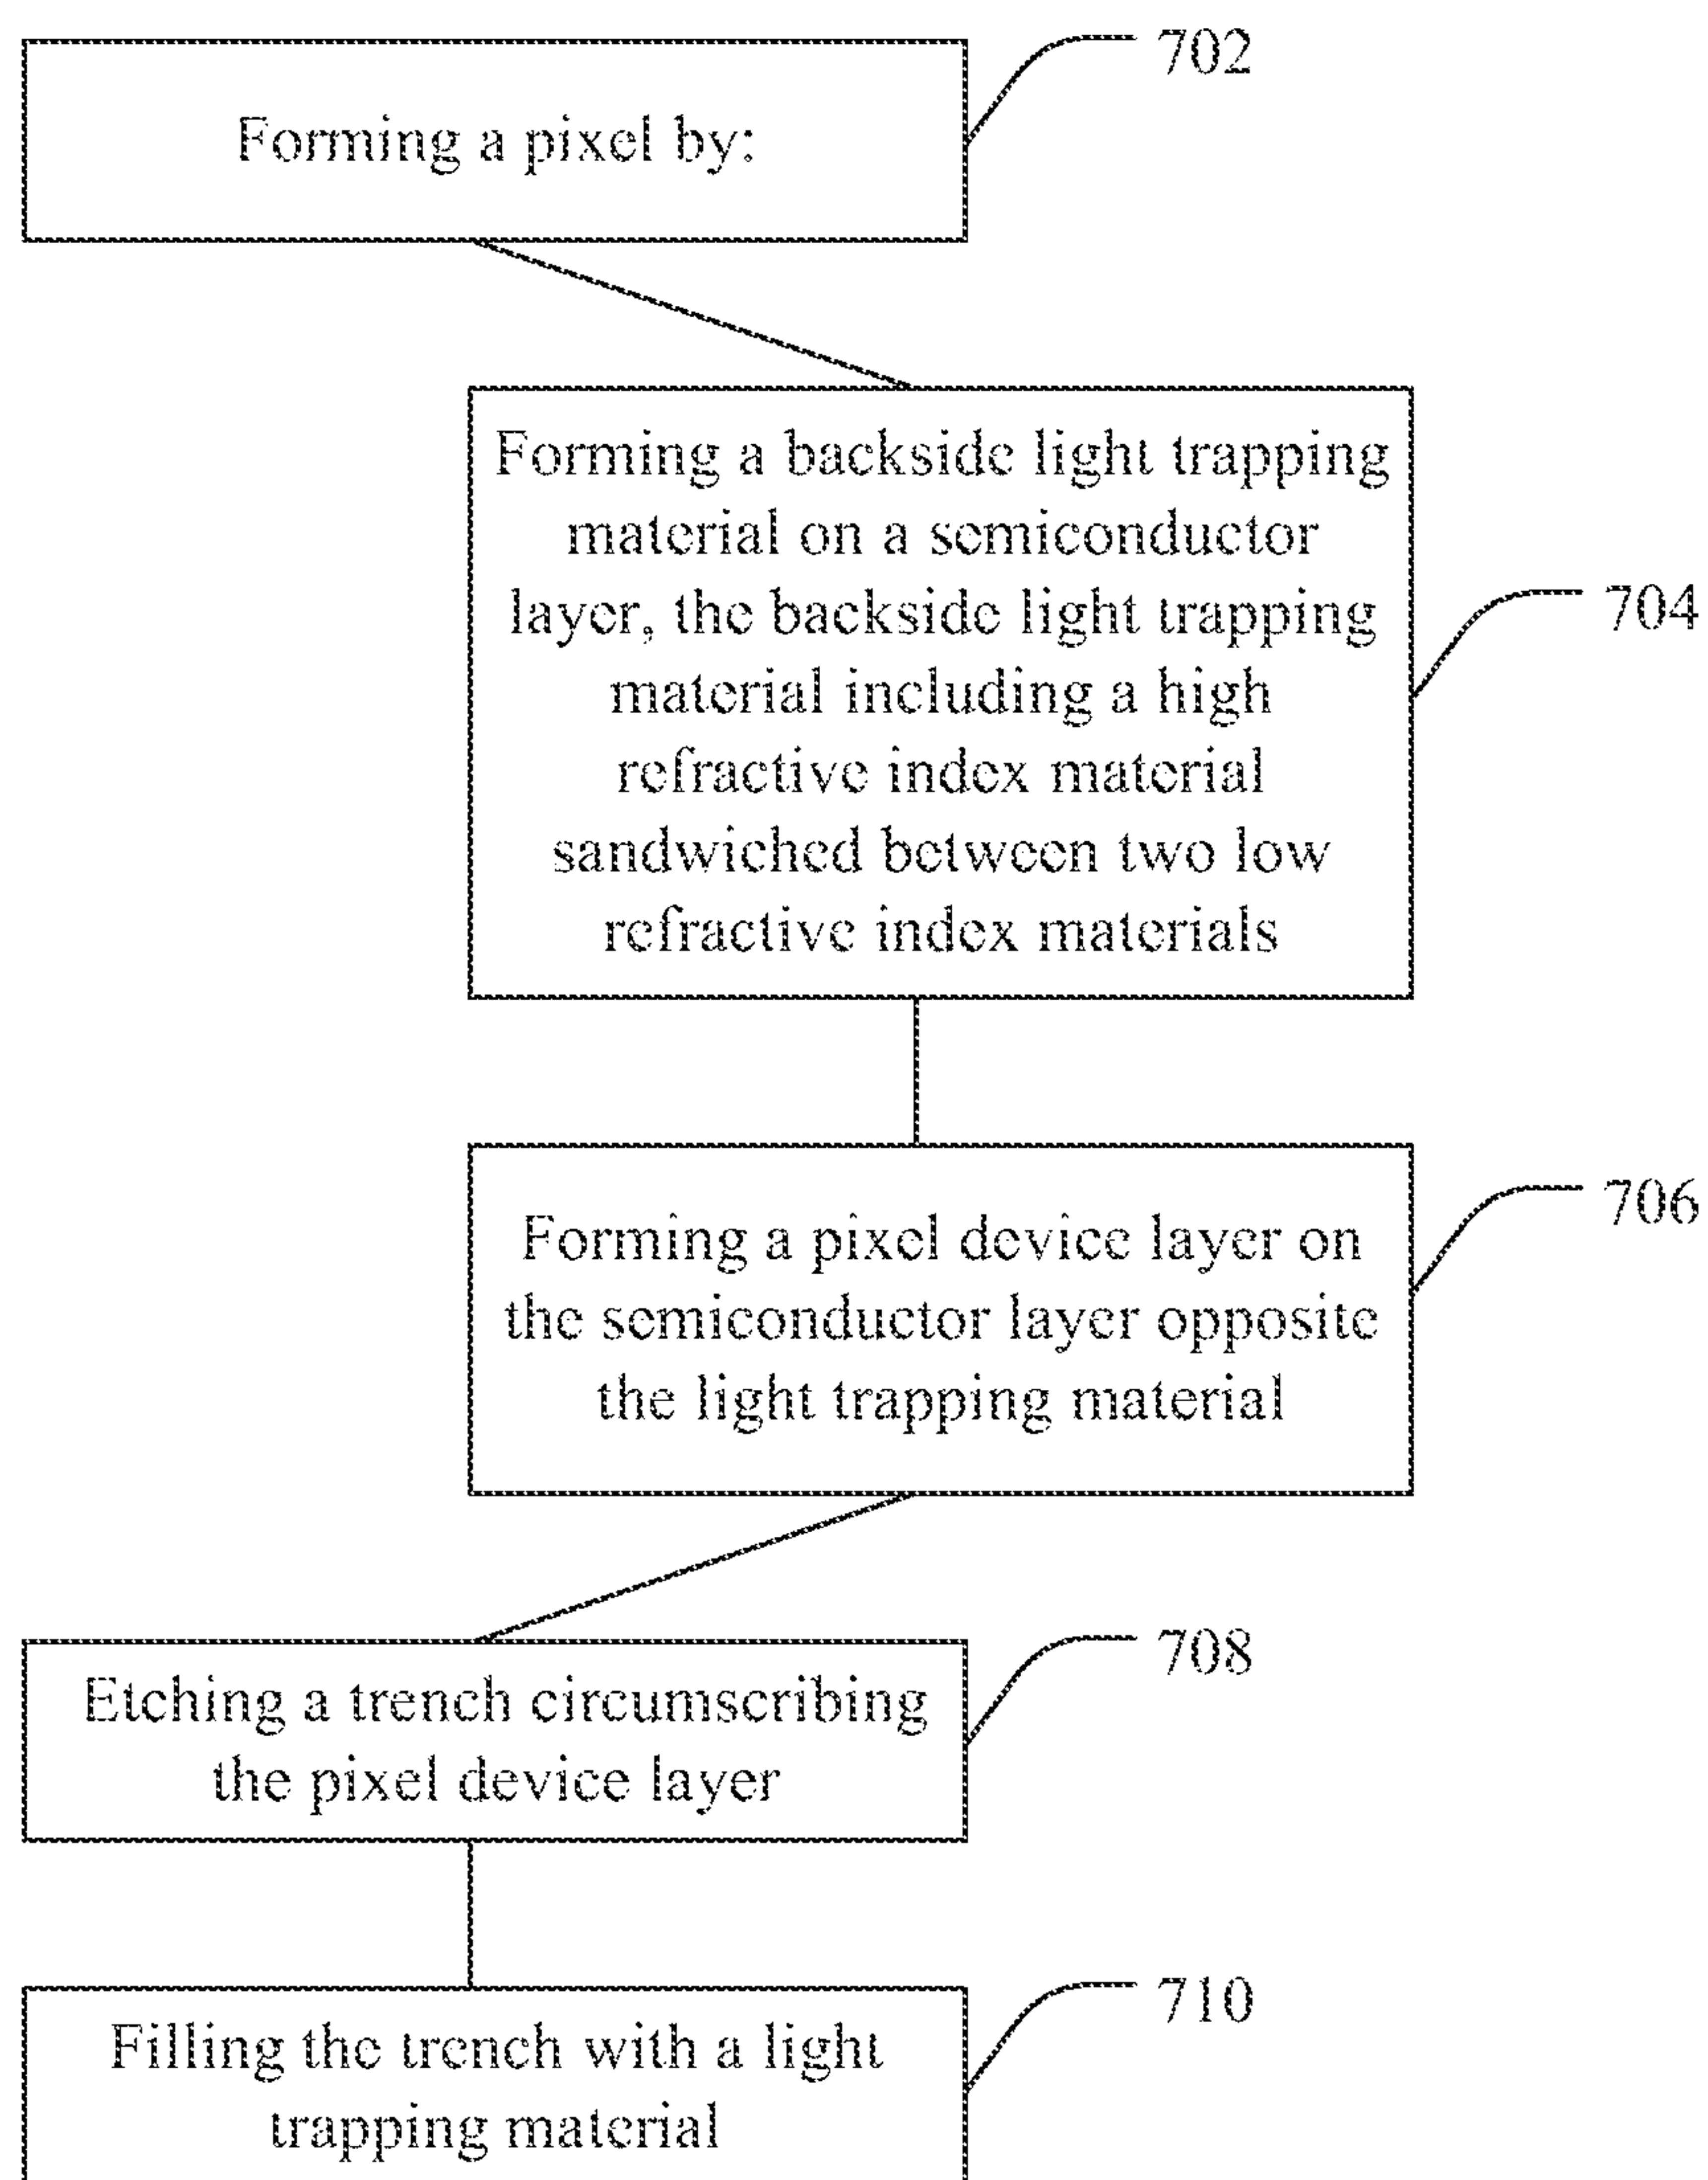 702
Forming a pixel by:
Forming a backside light trapping
material on a semiconductor
layer, the backside light trapping
material including a high
refractive index material
sandwiched between two low
refractive index materials
704
Forming a pixel device layer on
the semiconductor layer opposite
the light trapping material
706
Etching a trench circumscribing
the pixel device layer
708
Filling the trench with a light
trapping material
710